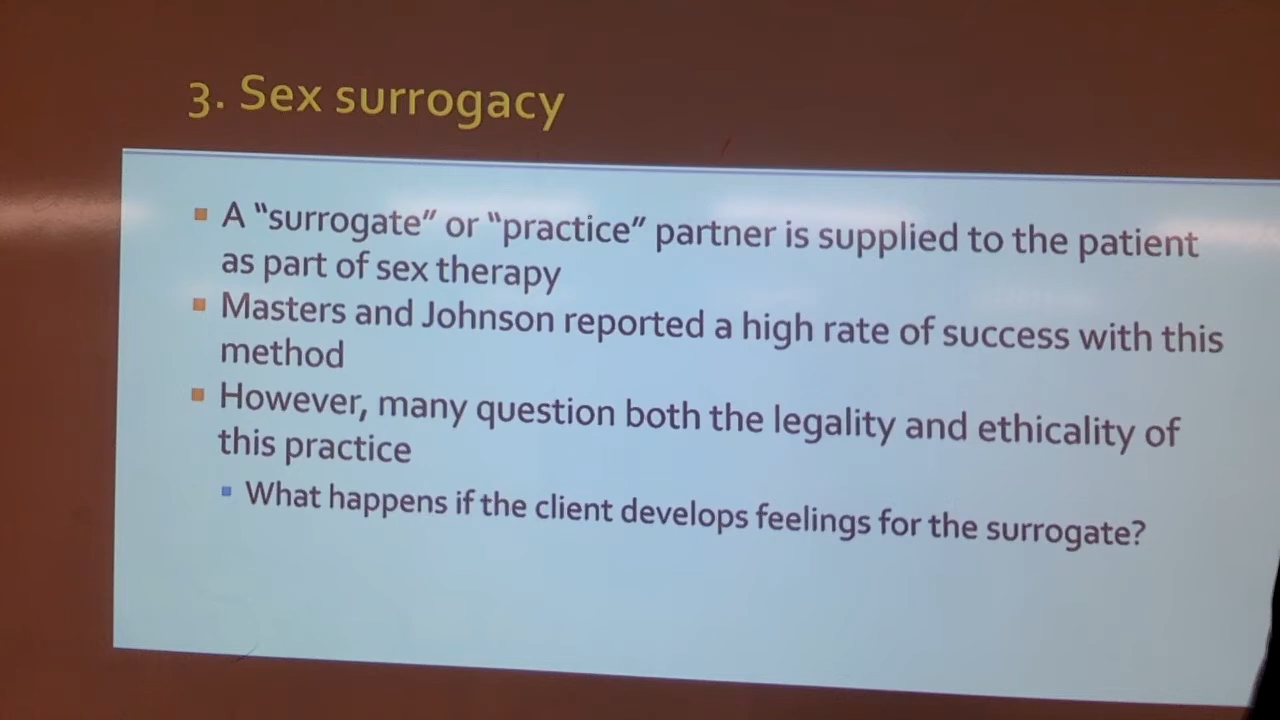 3. Sex surrogacy
▪ A “surrogate” or “practice” partner is supplied to the patient
as part of sex therapy
▪ Masters and Johnson reported a high rate of success with this
method
▪ However, many question both the legality and ethicality of
this practice
▪ What happens if the client develops feelings for the surrogate?